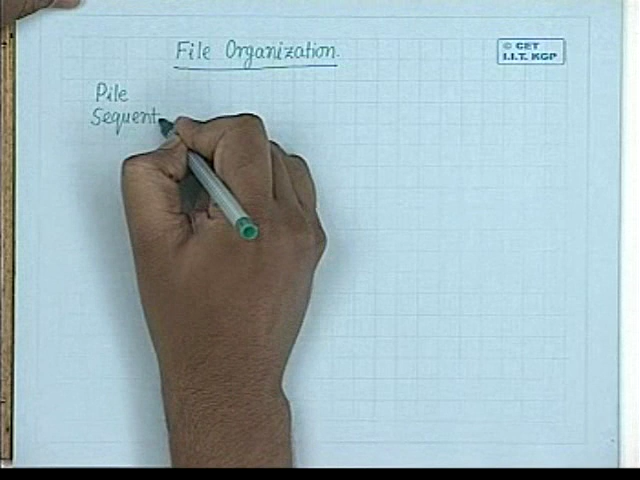 File Organization.
© CET
I.I.T. KGP
Pile
Sequent